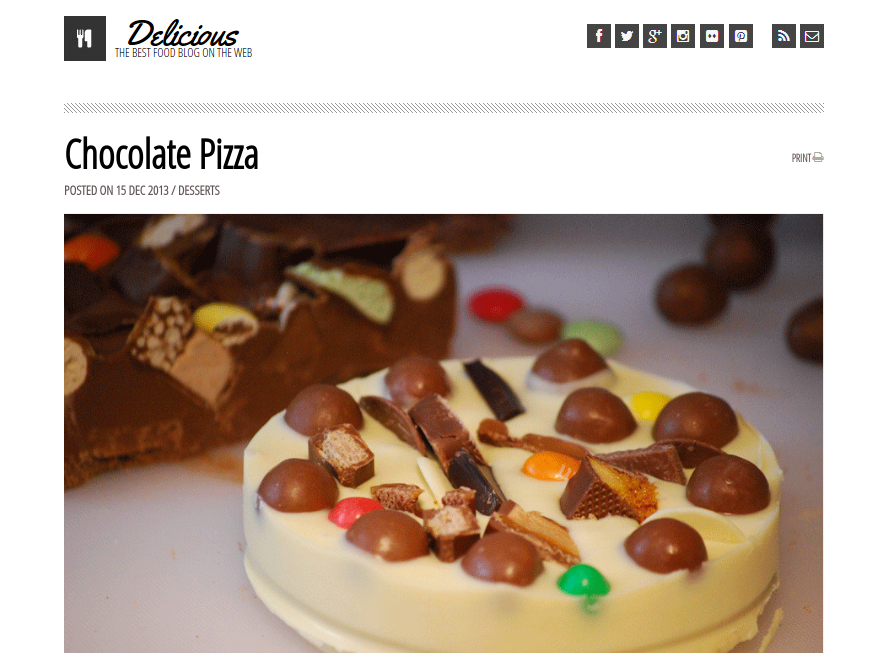 Delicious
THE BEST FOOD BLOG ON THE WEB
Chocolate Pizza
PRINT
POSTED ON 15 DEC 2013 / DESSERTS